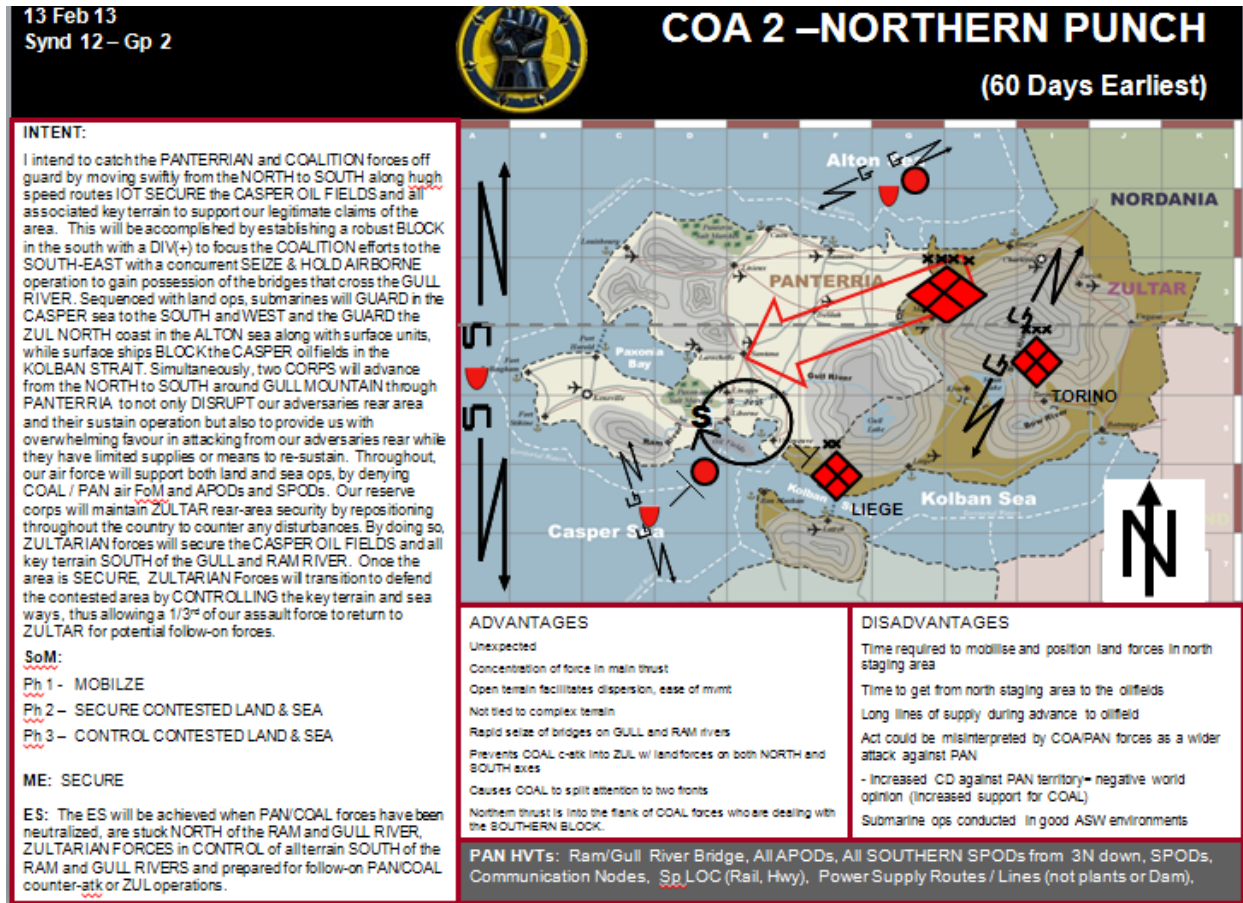 13 Feb 13
Synd 12 – Gp 2
COA 2 –NORTHERN PUNCH
(60 Days Earliest)
INTENT:
I intend to catch the PANTERRIAN and COALITION forces off
guard by moving swiftly from the NORTH to SOUTH along hugh
speed routes IOT SECURE the CASPER OIL FIELDS and all
associated key terrain to support our legitimate claims of the
area. This will be accomplished by establishing a robust BLOCK
in the south with a DIV(+) to focus the COALITION efforts to the
SOUTH-EAST with a concurrent SEIZE & HOLD AIRBORNE
operation to gain possession of the bridges that cross the GULL
RIVER. Sequenced with land ops, submarines will GUARD in the
CASPER sea to the SOUTH and WEST and the GUARD the
ZUL NORTH coast in the ALTON sea along with surface units,
while surface ships BLOCK the CASPER oil fields in the
KOLBAN STRAIT. Simultaneously, two CORPS will advance
from the NORTH to SOUTH around GULL MOUNTAIN through
PANTERRIA to not only DISRUPT our adversaries rear area
and their sustain operation but also to provide us with
overwhelming favour in attacking from our adversaries rear while
they have limited supplies or means to re-sustain. Throughout,
our air force will support both land and sea ops, by denying
COAL / PAN air FoM and APODs and SPODs. Our reserve
corps will maintain ZULTAR rear-area security by repositioning
throughout the country to counter any disturbances. By doing so,
ZULTARIAN forces will secure the CASPER OIL FIELDS and all
key terrain SOUTH of the GULL and RAM RIVER. Once the
area is SECURE, ZULTARIAN Forces will transition to defend
the contested area by CONTROLLING the key terrain and sea
ways, thus allowing a 1/3rd of our assault force to return to
ZULTAR for potential follow-on forces.
SoM:
Ph 1 - MOBILZE
Ph 2 – SECURE CONTESTED LAND & SEA
Ph 3 – CONTROL CONTESTED LAND & SEA
ME: SECURE
ES: The ES will be achieved when PAN/COAL forces have been
neutralized, are stuck NORTH of the RAM and GULL RIVER,
ZULTARIAN FORCES in CONTROL of all terrain SOUTH of the
RAM and GULL RIVERS and prepared for follow-on PAN/COAL
counter-atk or ZUL operations.
A B C D E F G H I J K
1
2
3
4
5
6
7
Alton
NORDANIA
PANTERRIA
ZULTAR
Paxonia
Bay
Gull River
Gull
Lake
TORINO
Bow River
S
S
S
Casper Sea
Kolban
LIEGE
Kolban Sea
N
ADVANTAGES
Unexpected
Concentration of force in main thrust
Open terrain facilitates dispersion, ease of mvmt
Not tied to complex terrain
Rapid seize of bridges on GULL and RAM rivers
Prevents COAL c-atk into ZUL w/ land forces on both NORTH and
SOUTH axes
Causes COAL to split attention to two fronts
Northern thrust is into the flank of COAL forces who are dealing with
the SOUTHERN BLOCK.
DISADVANTAGES
Time required to mobilise and position land forces in north
staging area
Time to get from north staging area to the oilfields
Long lines of supply during advance to oilfield
Act could be misinterpreted by COA/PAN forces as a wider
attack against PAN
- Increased CD against PAN territory= negative world
opinion (increased support for COAL)
Submarine ops conducted in good ASW environments
PAN HVTs: Ram/Gull River Bridge, All APODs, All SOUTHERN SPODs from 3N down, SPODs,
Communication Nodes, Sp LOC (Rail, Hwy), Power Supply Routes / Lines (not plants or Dam),